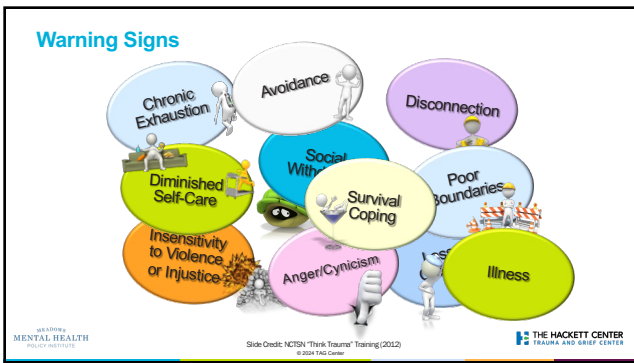 Warning Signs
Chronic
Exhaustion
Avoidance
Disconnection
Diminished
Self-Care
Social
Survival
Coping
Poor
Boundaries
Insensitivity
to Violence
or Injustice
Anger/Cynicism
Illness
MEADOWS
MENTAL HEALTH
POLICY INSTITUTE
Slide Credit: NCTSN "Think Trauma" Training (2012)
© 2024 TAG Center
THE HACKETT CENTER
TRAUMA AND GRIEF CENTER